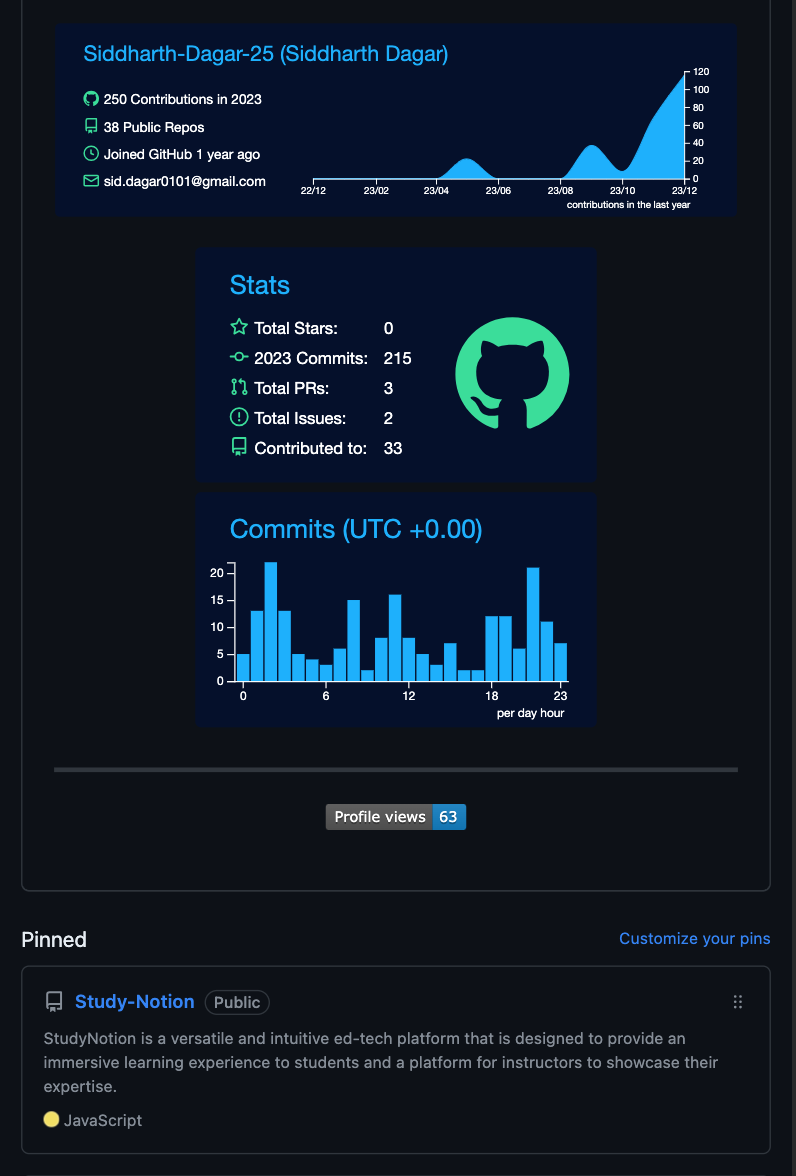 Siddharth-Dagar-25 (Siddharth Dagar)
250 Contributions in 2023
38 Public Repos
Joined GitHub 1 year ago
sid.dagar0101@gmail.com
120
100
80
60
40
20
0
22/12 23/02 23/04 23/06 23/08 23/10 23/12
contributions in the last year
Stats
Total Stars: 0
2023 Commits: 215
Total PRs: 3
Total Issues: 2
Contributed to: 33
Commits (UTC +0.00)
20
15
10
5
0
0 6 12 18 23
per day hour
Profile views 63
Pinned Customize your pins
Study-Notion Public
StudyNotion is a versatile and intuitive ed-tech platform that is designed to provide an
immersive learning experience to students and a platform for instructors to showcase their
expertise.
JavaScript